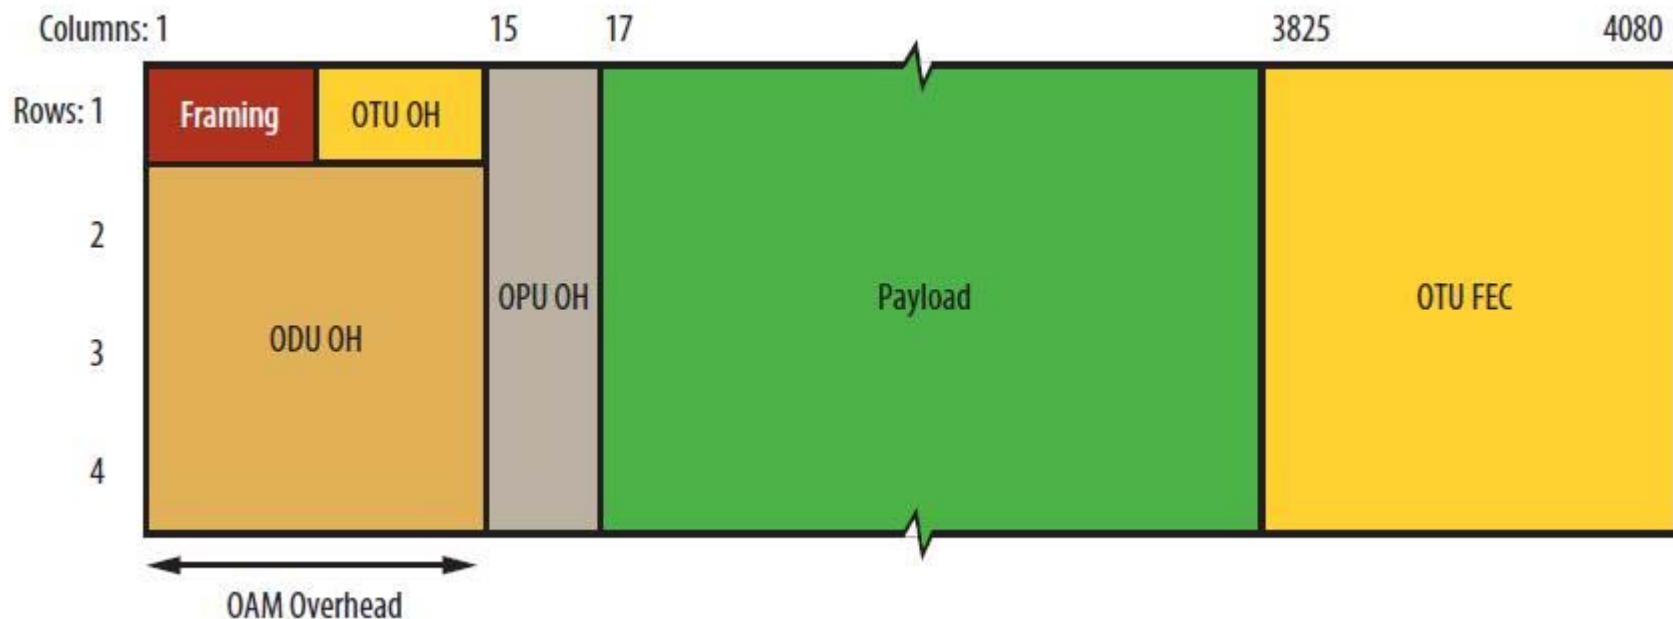 Columns: 1 15 17 3825 4080
Rows: 1 Framing OTU OH
2
OPU OH Payload OTU FEC
ODU OH
3
4
OAM Overhead